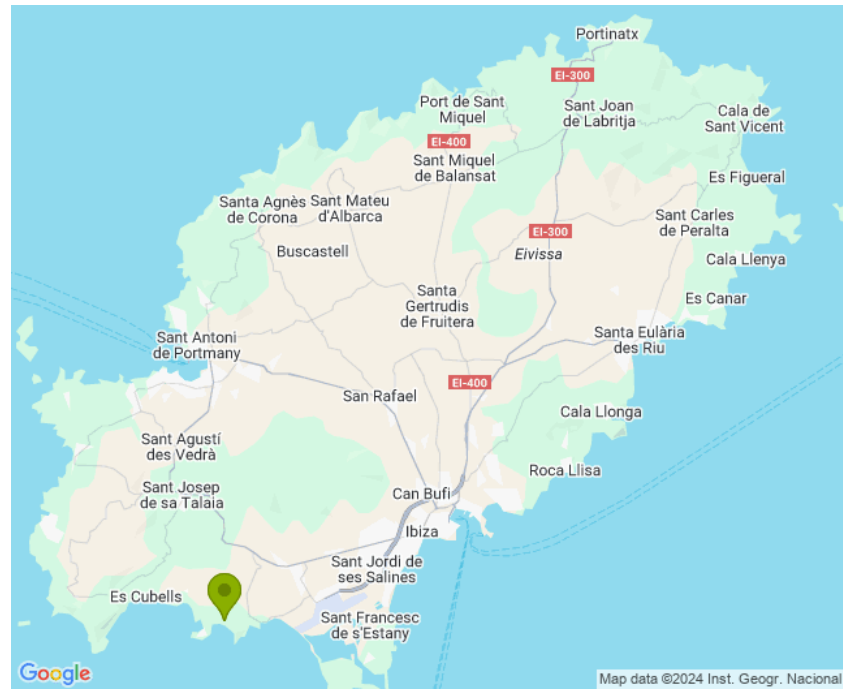 Portinatx
EI-300
Port de Sant
Miquel
Sant Joan
de Labritja
Cala de
Sant Vicent
EI-400
Sant Miquel
de Balansat
Es Figueral
Santa Agnès
de Corona
Sant Mateu
d'Albarca
Sant Carles
de Peralta
EI-300
Buscastell
Eivissa
Cala Llenya
Santa
Gertrudis
de Fruitera
Es Canar
Sant Antoni
de Portmany
Santa Eulària
des Riu
EI-400
San Rafael
Cala Llonga
Sant Agustí
des Vedrà
Roca Llisa
Sant Josep
de sa Talaia
Can Bufi
Ibiza
Sant Jordi de
ses Salines
Es Cubells
Sant Francesc
de s'Estany
Google
Map data ©2024 Inst. Geogr. Nacional